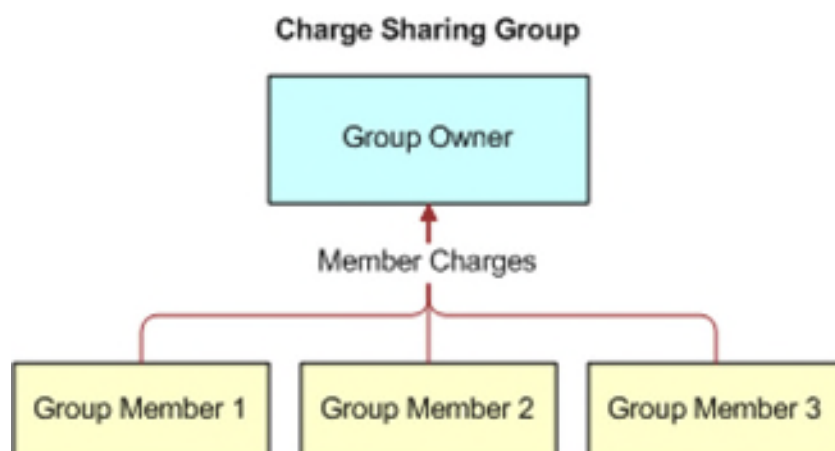 Charge Sharing Group
Group Owner
Member Charges
Group Member 1
Group Member 2
Group Member 3